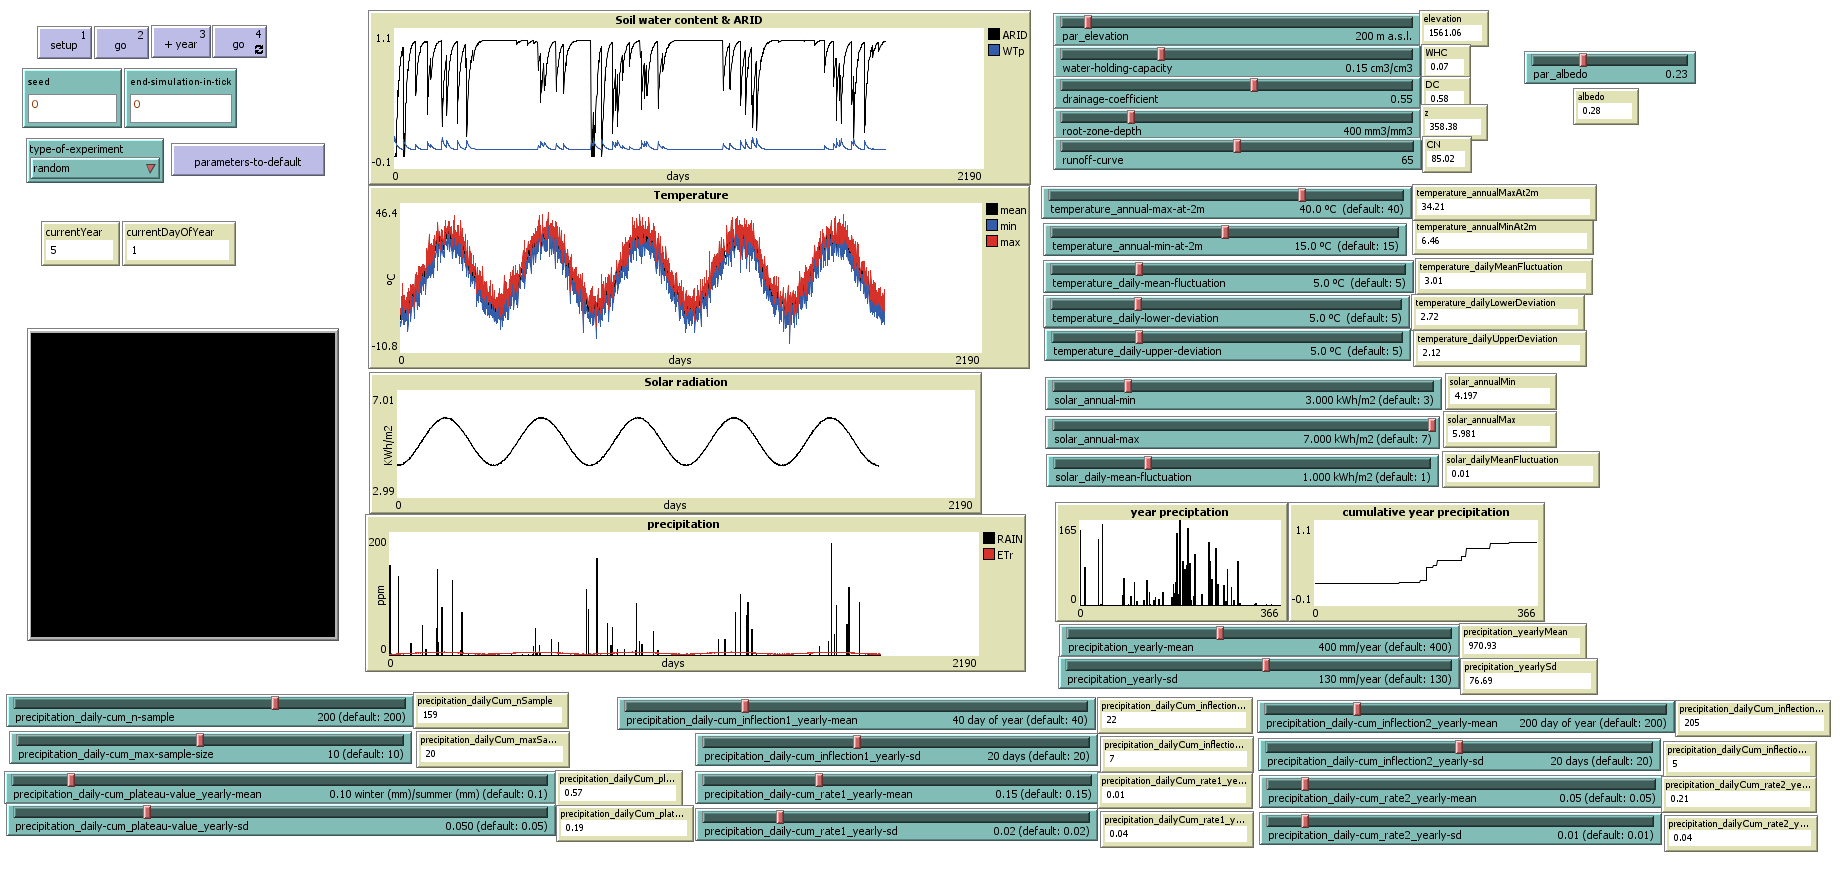 setup 1
go 2
+ year 3
go 4
seed
0
end-simulation-in-tick
0
type-of-experiment
random
parameters-to-default
currentYear
5
currentDayOfYear
1
Soil water content & ARID
1.1
-0.1
0
days
2190
ARID
WTp
Temperature
46.4
ºC
-10.8
0
days
2190
mean
min
max
Solar radiation
7.01
KWh/m2
2.99
0
days
2190
precipitation
200
ppm
0
0
days
2190
RAIN
ETr
par_elevation 200 m a.s.l.
elevation
1561.06
water-holding-capacity 0.15 cm3/cm3
WHC
0.07
drainage-coefficient 0.55
DC
0.58
root-zone-depth 400 mm3/mm3
z
358.38
runoff-curve 65
CN
85.02
par_albedo 0.23
albedo
0.28
temperature_annual-max-at-2m 40.0 ºC (default: 40)
temperature_annualMaxAt2m
34.21
temperature_annual-min-at-2m 15.0 ºC (default: 15)
temperature_annualMinAt2m
6.46
temperature_daily-mean-fluctuation 5.0 ºC (default: 5)
temperature_dailyMeanFluctuation
3.01
temperature_daily-lower-deviation 5.0 ºC (default: 5)
temperature_dailyLowerDeviation
2.72
temperature_daily-upper-deviation 5.0 ºC (default: 5)
temperature_dailyUpperDeviation
2.12
solar_annual-min 3.000 kWh/m2 (default: 3)
solar_annualMin
4.197
solar_annual-max 7.000 kWh/m2 (default: 7)
solar_annualMax
5.981
solar_daily-mean-fluctuation 1.000 kWh/m2 (default: 1)
solar_dailyMeanFluctuation
0.01
year preciptation
165
0
0
366
cumulative year precipitation
1.1
-0.1
0
366
precipitation_yearly-mean 400 mm/year (default: 400)
precipitation_yearlyMean
970.93
precipitation_yearly-sd 130 mm/year (default: 130)
precipitation_yearlySd
76.69
precipitation_daily-cum_n-sample 200 (default: 200)
precipitation_dailyCum_nSample
159
precipitation_daily-cum_max-sample-size 10 (default: 10)
precipitation_dailyCum_maxSa...
20
precipitation_daily-cum_plateau-value_yearly-mean 0.10 winter (mm)/summer (mm) (default: 0.1)
precipitation_dailyCum_pl...
0.57
precipitation_daily-cum_plateau-value_yearly-sd 0.050 (default: 0.05)
precipitation_dailyCum_plat...
0.19
precipitation_daily-cum_inflection1_yearly-mean 40 day of year (default: 40)
precipitation_dailyCum_inflection...
22
precipitation_daily-cum_inflection1_yearly-sd 20 days (default: 20)
precipitation_dailyCum_inflectio...
7
precipitation_daily-cum_rate1_yearly-mean 0.15 (default: 0.15)
precipitation_dailyCum_rate1_ye...
0.01
precipitation_daily-cum_rate1_yearly-sd 0.02 (default: 0.02)
precipitation_dailyCum_rate1_y...
0.04
precipitation_daily-cum_inflection2_yearly-mean 200 day of year (default: 200)
precipitation_dailyCum_inflection...
205
precipitation_daily-cum_inflection2_yearly-sd 20 days (default: 20)
precipitation_dailyCum_inflectio...
5
precipitation_daily-cum_rate2_yearly-mean 0.05 (default: 0.05)
precipitation_dailyCum_rate2_ye...
0.21
precipitation_daily-cum_rate2_yearly-sd 0.01 (default: 0.01)
precipitation_dailyCum_rate2_y...
0.04